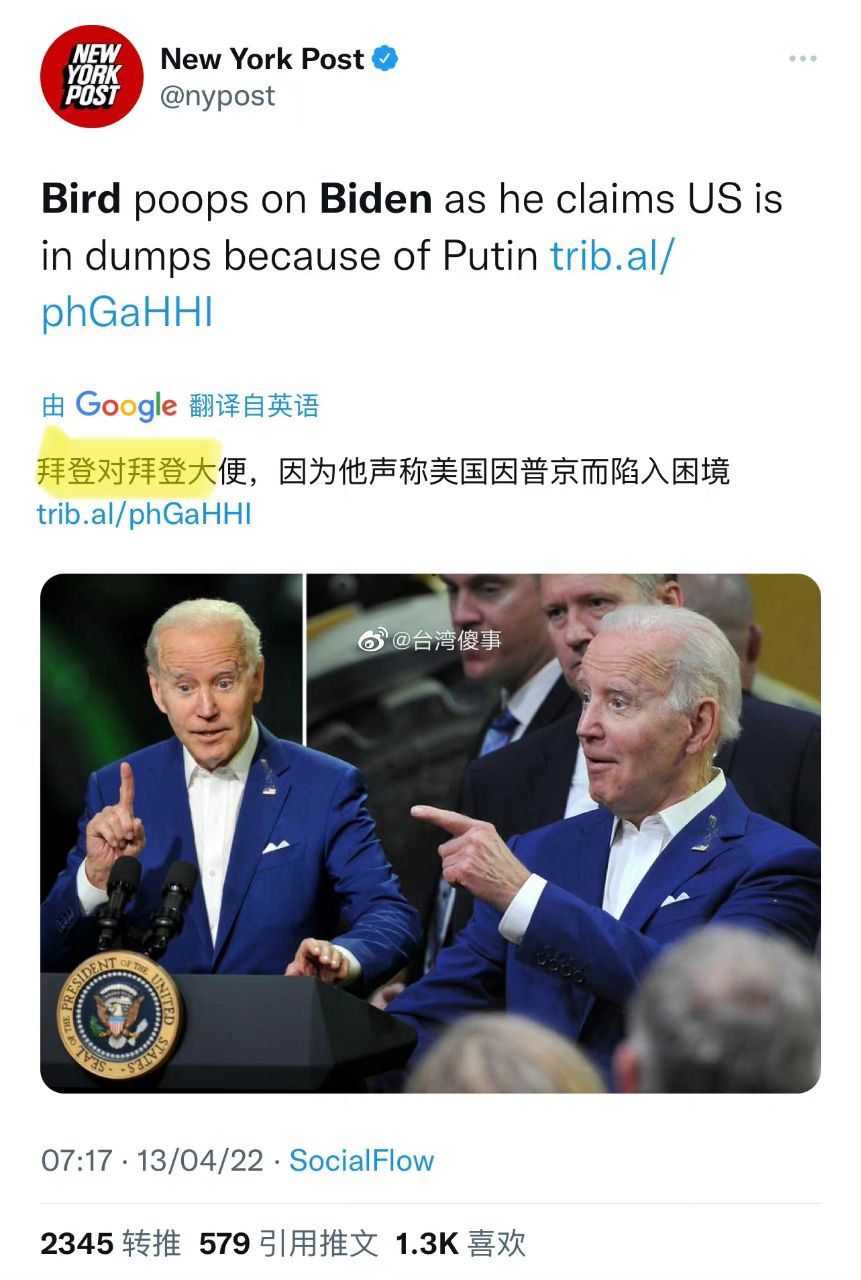 NEW
YORK
POST
New York Post
@nypost
Bird poops on Biden as he claims US is
in dumps because of Putin trib.al/
phGaHHI
由 Google 翻译自英语
拜登对拜登大便，因为他声称美国因普京而陷入困境
trib.al/phGaHHI
@台湾傻事
SEAL OF THE PRESIDENT OF THE UNITED STATES
07:17 · 13/04/22 · SocialFlow
2345 转推 579 引用推文 1.3K 喜欢